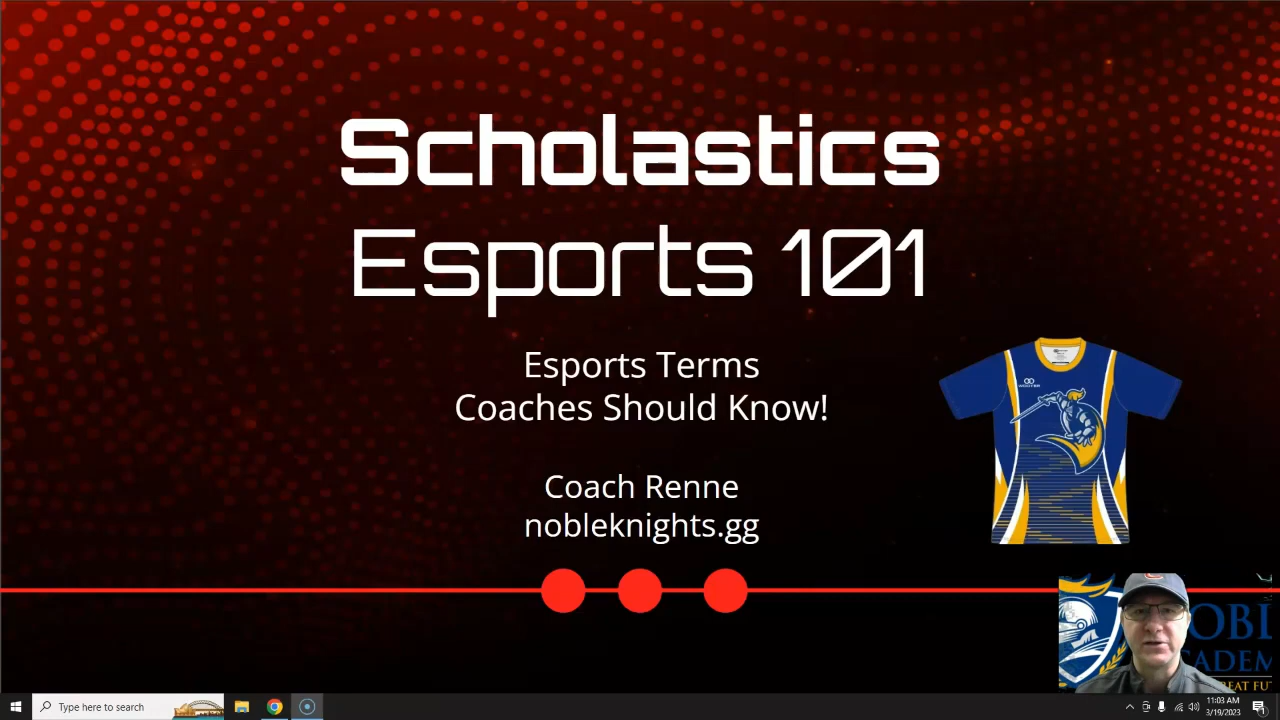 Scholastics
Esports 101
Esports Terms
Coaches Should Know!
Coach Renne
nobleknights.gg
Type here to search
11:03 AM
3/19/2023